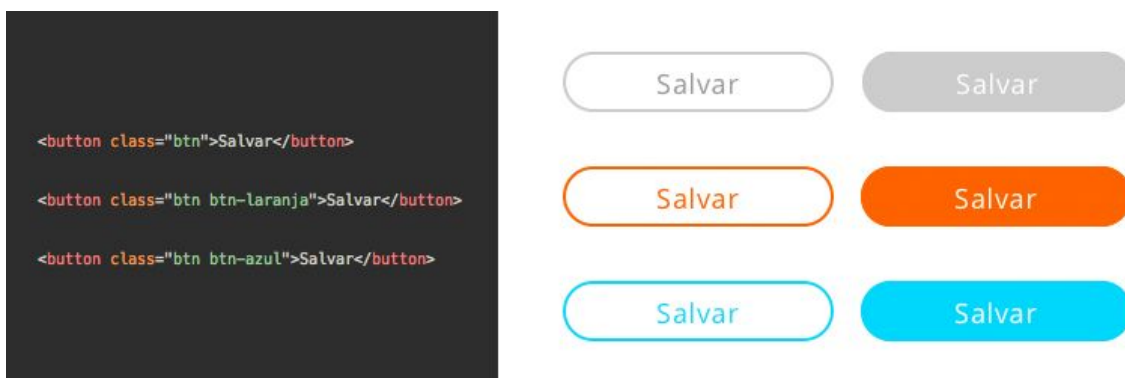 <button class="btn">Salvar</button>
<button class="btn btn-laranja">Salvar</button>
<button class="btn btn-azul">Salvar</button>
Salvar Salvar
Salvar Salvar
Salvar Salvar